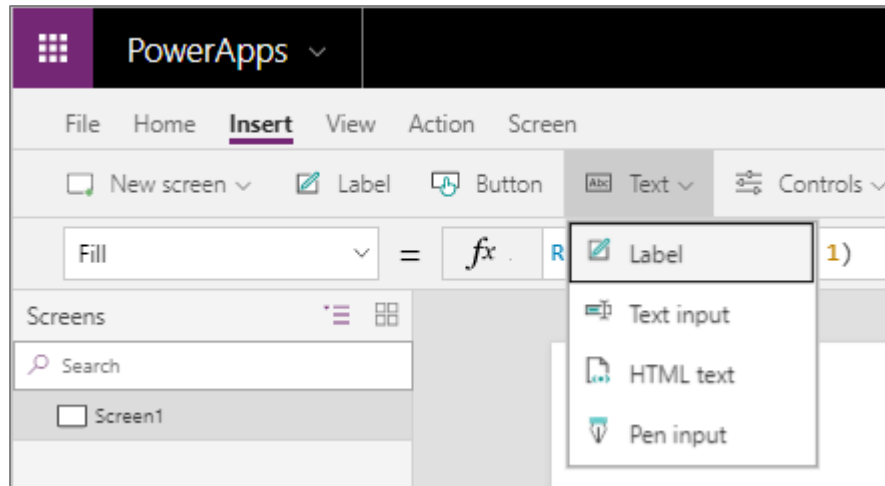 PowerApps
File Home Insert View Action Screen
New screen Label Button Abc Text Controls
Fill = fx R 1)
Label
Screens Text input
Search HTML text
Screen1 Pen input